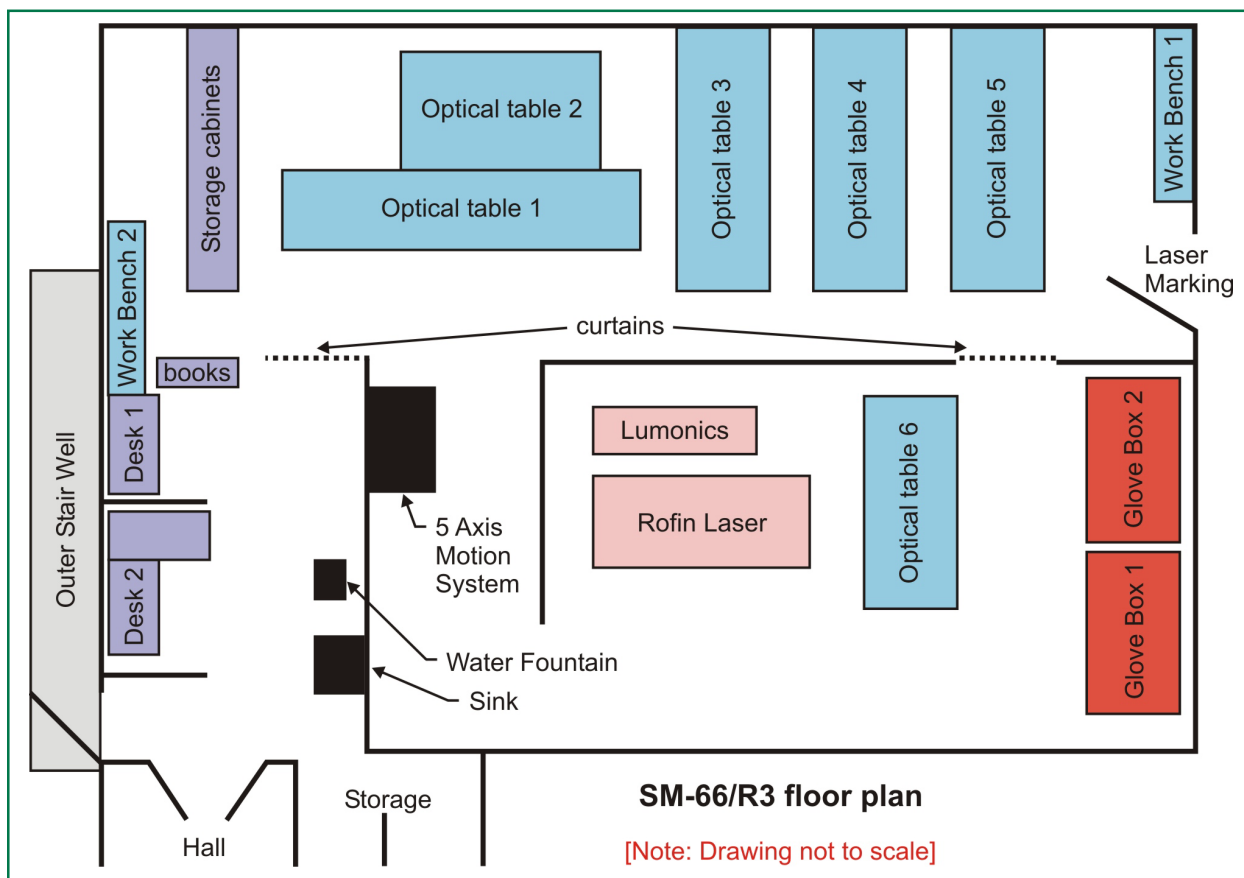 Storage cabinets
Optical table 2
Optical table 1
Optical table 3
Optical table 4
Optical table 5
Work Bench 1
Laser
Marking
Work Bench 2
Outer Stair Well
curtains
books
Desk 1
Desk 2
5 Axis
Motion
System
Water Fountain
Sink
Lumonics
Rofin Laser
Optical table 6
Glove Box 2
Glove Box 1
Storage
Hall
SM-66/R3 floor plan
[Note: Drawing not to scale]